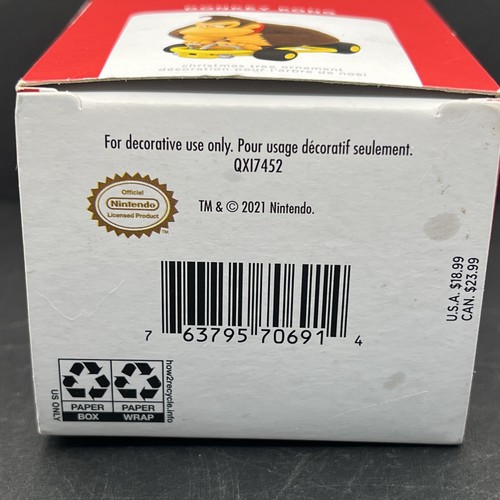 DONKEY KONG
christmas tree ornament
décoration pour l'arbre de noël
For decorative use only. Pour usage décoratif seulement.
QXI7452
Official
Nintendo
Licensed Product
TM & © 2021 Nintendo.
U.S.A. $18.99
CAN. $23.99
7 63795 70691 4
US ONLY
PAPER PAPER
BOX WRAP
how2recycle.info